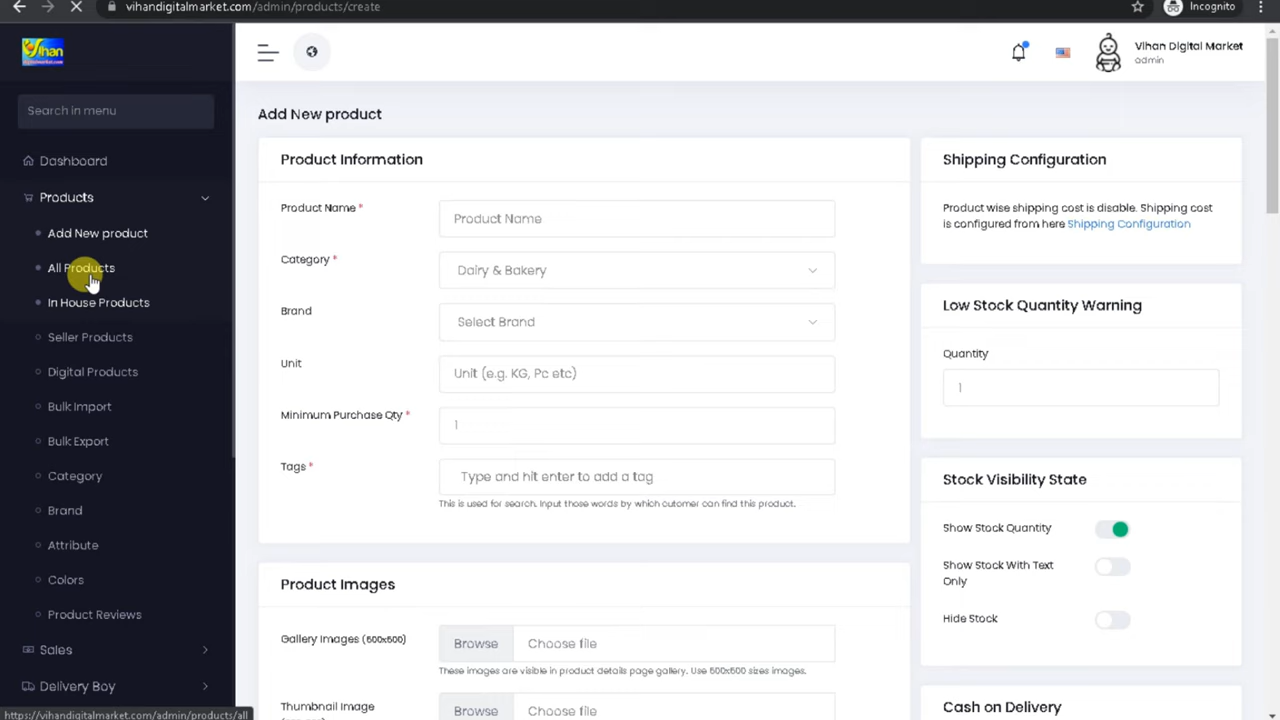 vihandigitalmarket.com/admin/products/create
Incognito
Vihan
Search in menu
Dashboard
Products
Add New product
All Products
In House Products
Seller Products
Digital Products
Bulk Import
Bulk Export
Category
Brand
Attribute
Colors
Product Reviews
Sales
Delivery Boy
https://vihandigitalmarket.com/admin/products/all
Vihan Digital Market
admin
Add New product
Product Information
Product Name *
Product Name
Category *
Dairy & Bakery
Brand
Select Brand
Unit
Unit (e.g. KG, Pc etc)
Minimum Purchase Qty *
1
Tags *
Type and hit enter to add a tag
This is used for search. Input those words by which cutomer can find this product.
Product Images
Gallery Images (600x600)
Browse
Choose file
These images are visible in product details page gallery. Use 600x600 sizes images.
Thumbnail Image
Browse
Choose file
Shipping Configuration
Product wise shipping cost is disable. Shipping cost
is configured from here Shipping Configuration
Low Stock Quantity Warning
Quantity
1
Stock Visibility State
Show Stock Quantity
Show Stock With Text
Only
Hide Stock
Cash on Delivery